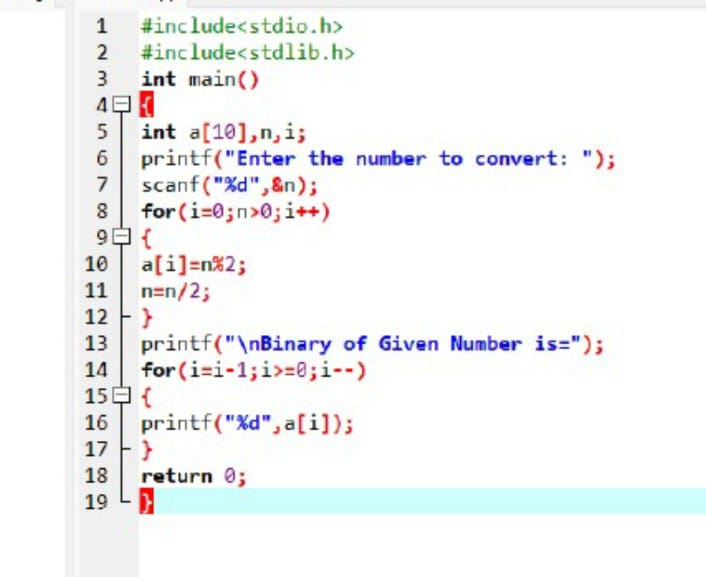 1 #include<stdio.h>
2 #include<stdlib.h>
3 int main()
4 {
5 int a[10],n,i;
6 printf("Enter the number to convert: ");
7 scanf("%d",&n);
8 for(i=0;n>0;i++)
9 {
10 a[i]=n%2;
11 n=n/2;
12 }
13 printf("\nBinary of Given Number is=");
14 for(i=i-1;i>=0;i--)
15 {
16 printf("%d",a[i]);
17 }
18 return 0;
19 }